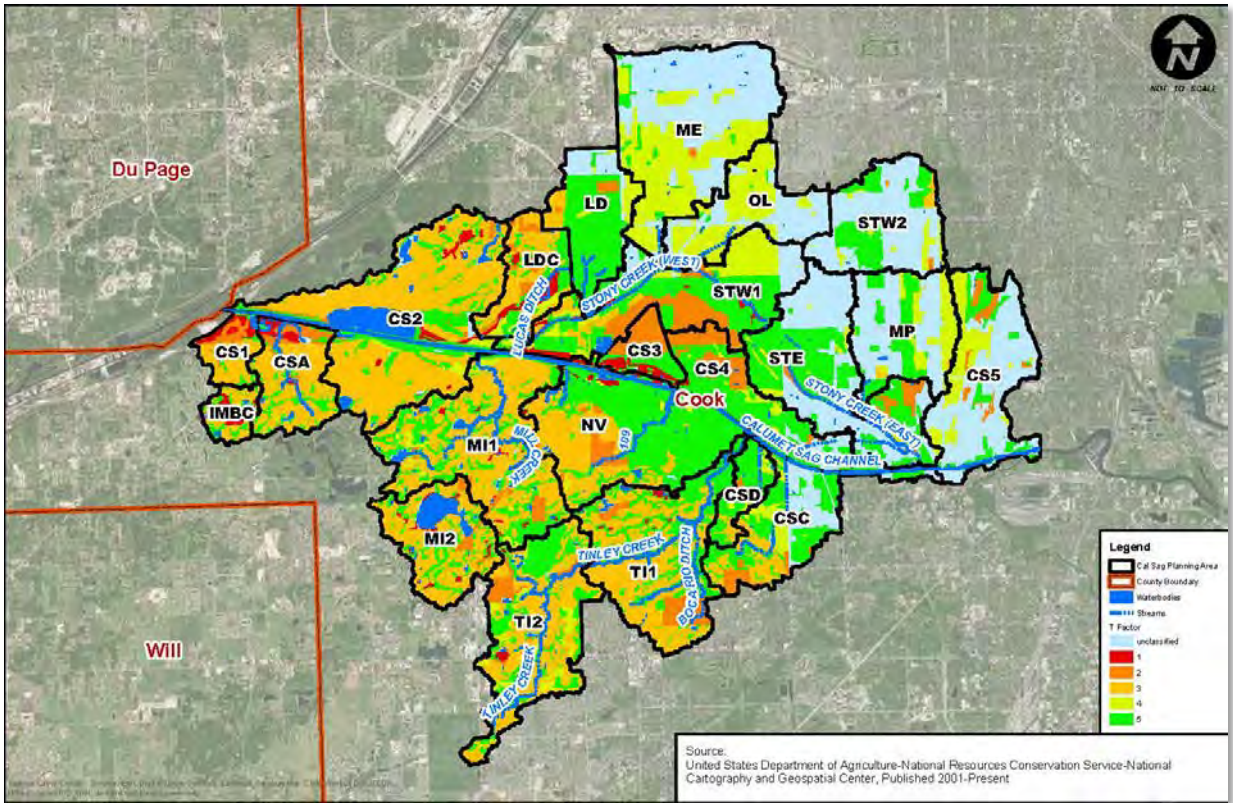 N
NOT TO SCALE
Du Page
ME
LD
OL
STW2
LDC
STONY CREEK (WEST)
LUCAS DITCH
STW1
CS2
CS3
MP
CS1
CSA
CS4
STE
CS5
Cook
STONY CREEK (EAST)
IMBC
NV
109
MI1
MILL CREEK
CALUMET SAG CHANNEL
CSD
CSC
MI2
TINLEY CREEK
TI1
BOCA RIO DITCH
TI2
Will
TINLEY CREEK
Legend
Cal Sag Planning Area
County Boundary
Waterbodies
Streams
T Factor
unclassified
1
2
3
4
5
Source:
United States Department of Agriculture-National Resources Conservation Service-National
Cartography and Geospatial Center, Published 2001-Present